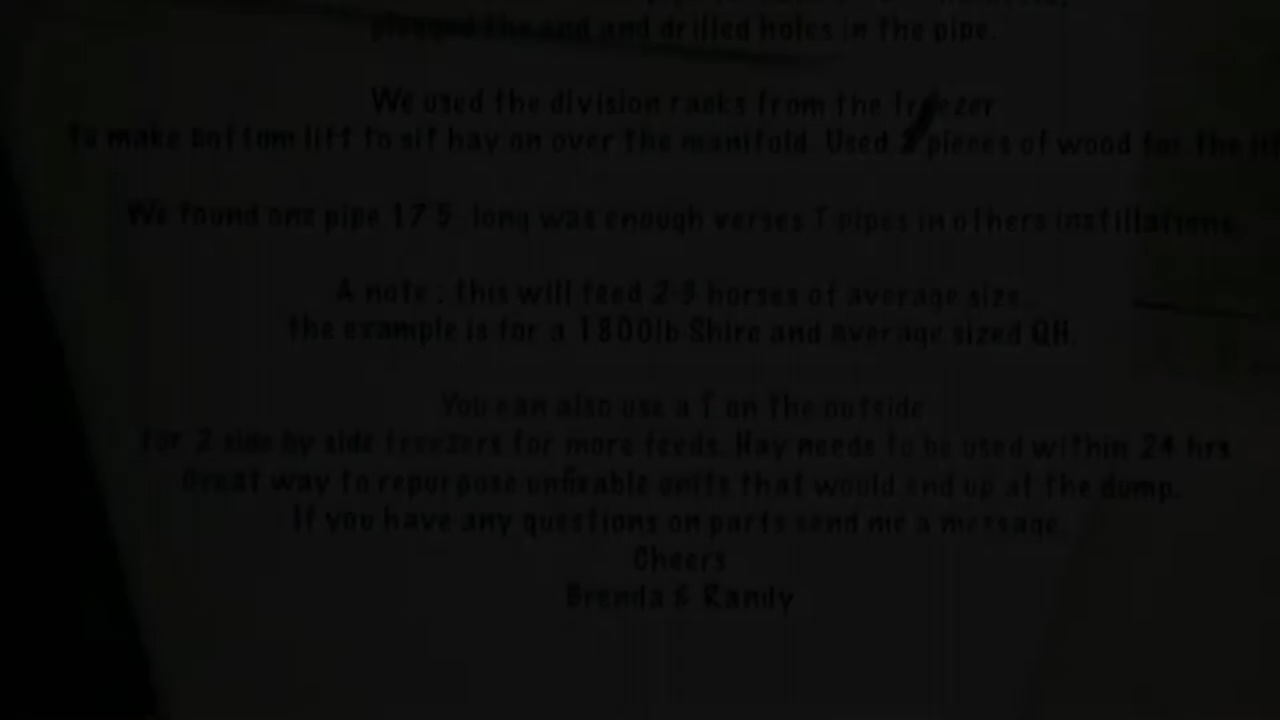 plugged the end and drilled holes in the pipe.
We used the division racks from the freezer
to make bottom lift to sit hay on over the manifold. Used 2 pieces of wood for the
We found one pipe 17.5 long was enough verses T pipes in others instillations.
A note : this will feed 2-3 horses of average size.
the example is for a 1800lb Shire and average sized QH.
You can also use a T on the outside
for 2 side by side freezers for more feeds. Hay needs to be used within 24 hrs
Great way to repurpose unfixable units that would end up at the dump.
If you have any questions on parts send me a message.
Cheers
Brenda & Randy